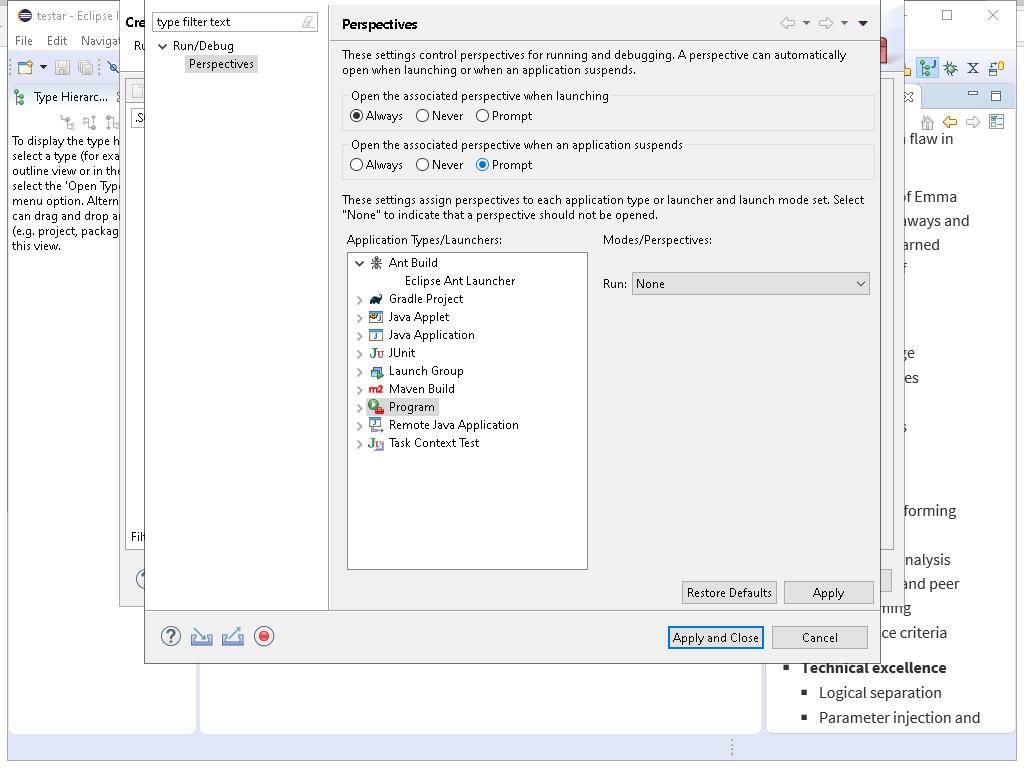 testar - Eclipse I
File Edit Navigat
Cre
Ru
type filter text
Run/Debug
Perspectives
Perspectives
These settings control perspectives for running and debugging. A perspective can automatically
open when launching or when an application suspends.
Open the associated perspective when launching
Always Never Prompt
Open the associated perspective when an application suspends
Always Never Prompt
These settings assign perspectives to each application type or launcher and launch mode set. Select
"None" to indicate that a perspective should not be opened.
Application Types/Launchers:
Modes/Perspectives:
Ant Build
Eclipse Ant Launcher
Gradle Project
Java Applet
Java Application
JUnit
Launch Group
Maven Build
Program
Remote Java Application
Task Context Test
Run: None
Restore Defaults Apply
Apply and Close Cancel
Type Hierarc...
To display the type h
select a type (for exa
outline view or in the
select the 'Open Type
menu option. Altern
can drag and drop an
(e.g. project, packag
this view.
.S
Filt
flaw in
of Emma
aways and
arned
f
ge
es
s
forming
nalysis
and peer
ning
ce criteria
Technical excellence
Logical separation
Parameter injection and